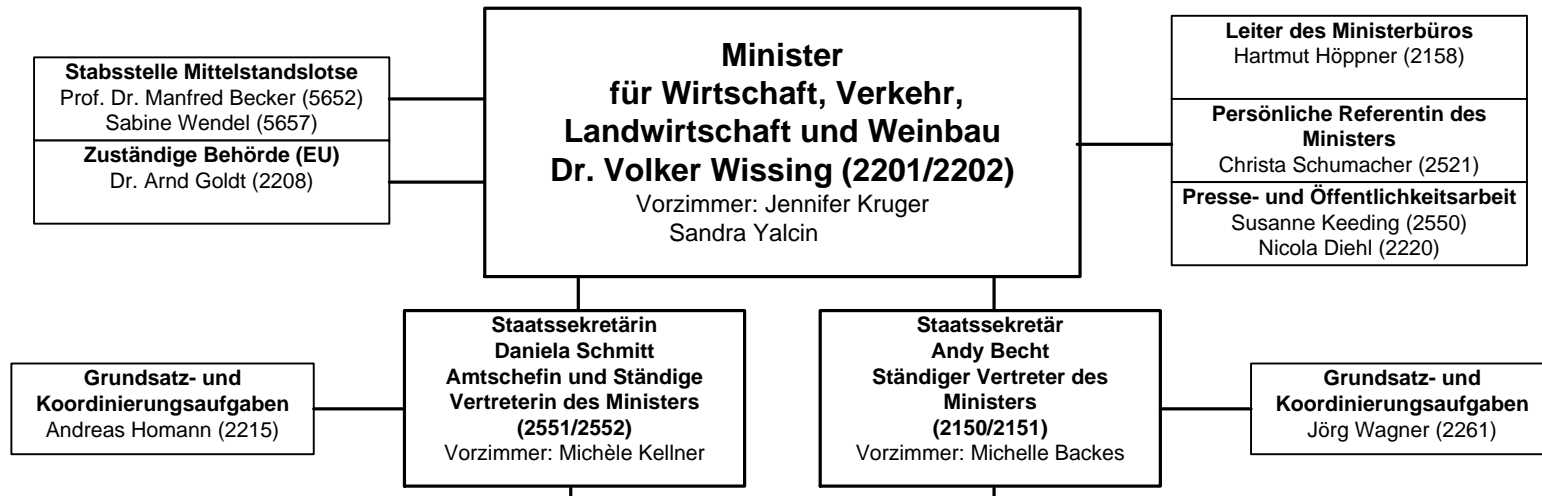 Stabsstelle Mittelstandslotse
Prof. Dr. Manfred Becker (5652)
Sabine Wendel (5657)
Zuständige Behörde (EU)
Dr. Arnd Goldt (2208)
Minister
für Wirtschaft, Verkehr,
Landwirtschaft und Weinbau
Dr. Volker Wissing (2201/2202)
Vorzimmer: Jennifer Kruger
Sandra Yalcin
Leiter des Ministerbüros
Hartmut Höppner (2158)
Persönliche Referentin des
Ministers
Christa Schumacher (2521)
Presse- und Öffentlichkeitsarbeit
Susanne Keeding (2550)
Nicola Diehl (2220)
Grundsatz- und
Koordinierungsaufgaben
Andreas Homann (2215)
Staatssekretärin
Daniela Schmitt
Amtschefin und Ständige
Vertreterin des Ministers
(2551/2552)
Vorzimmer: Michèle Kellner
Staatssekretär
Andy Becht
Ständiger Vertreter des
Ministers
(2150/2151)
Vorzimmer: Michelle Backes
Grundsatz- und
Koordinierungsaufgaben
Jörg Wagner (2261)